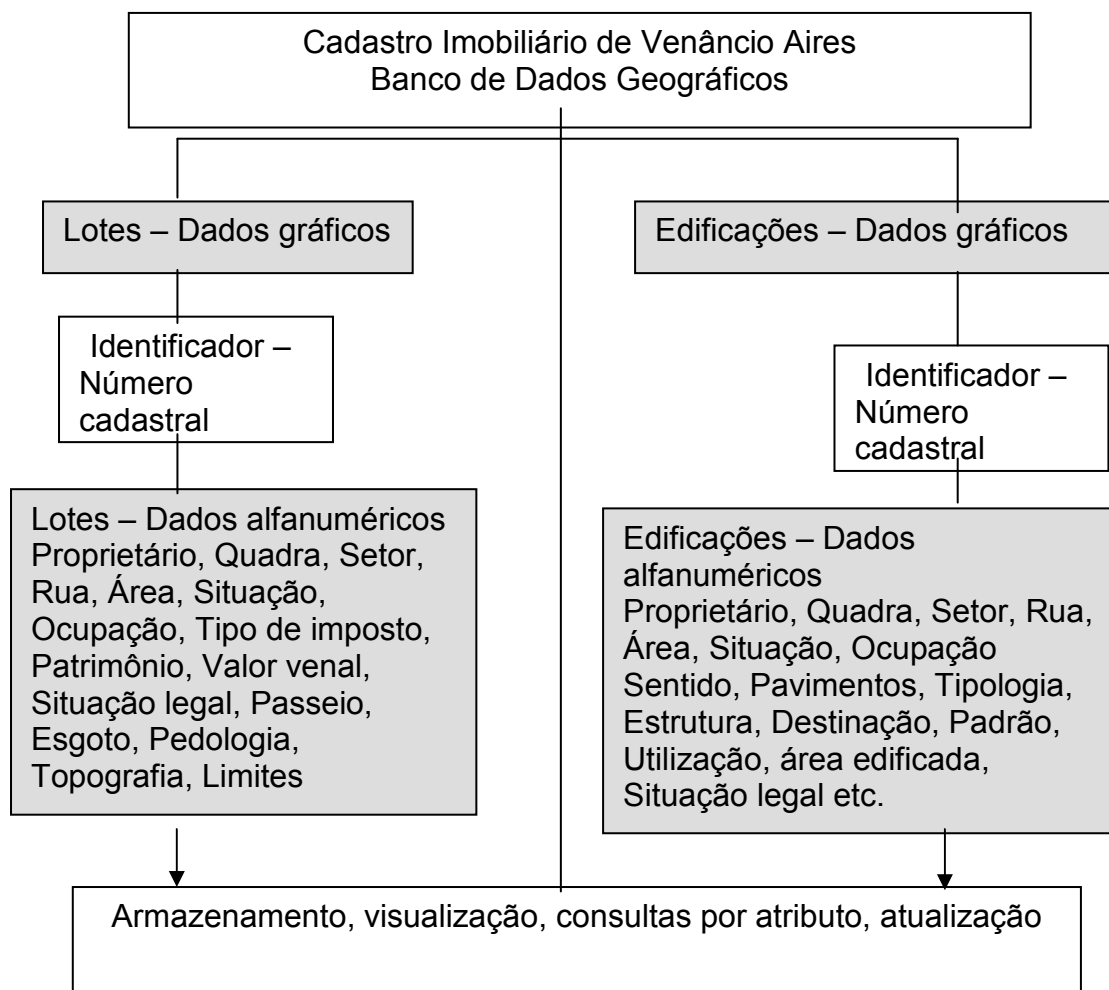 Cadastro Imobiliário de Venâncio Aires
Banco de Dados Geográficos
Lotes – Dados gráficos
Edificações – Dados gráficos
Identificador –
Número
cadastral
Identificador –
Número
cadastral
Lotes – Dados alfanuméricos
Proprietário, Quadra, Setor,
Rua, Área, Situação,
Ocupação, Tipo de imposto,
Patrimônio, Valor venal,
Situação legal, Passeio,
Esgoto, Pedologia,
Topografia, Limites
Edificações – Dados
alfanuméricos
Proprietário, Quadra, Setor, Rua,
Área, Situação, Ocupação
Sentido, Pavimentos, Tipologia,
Estrutura, Destinação, Padrão,
Utilização, área edificada,
Situação legal etc.
Armazenamento, visualização, consultas por atributo, atualização